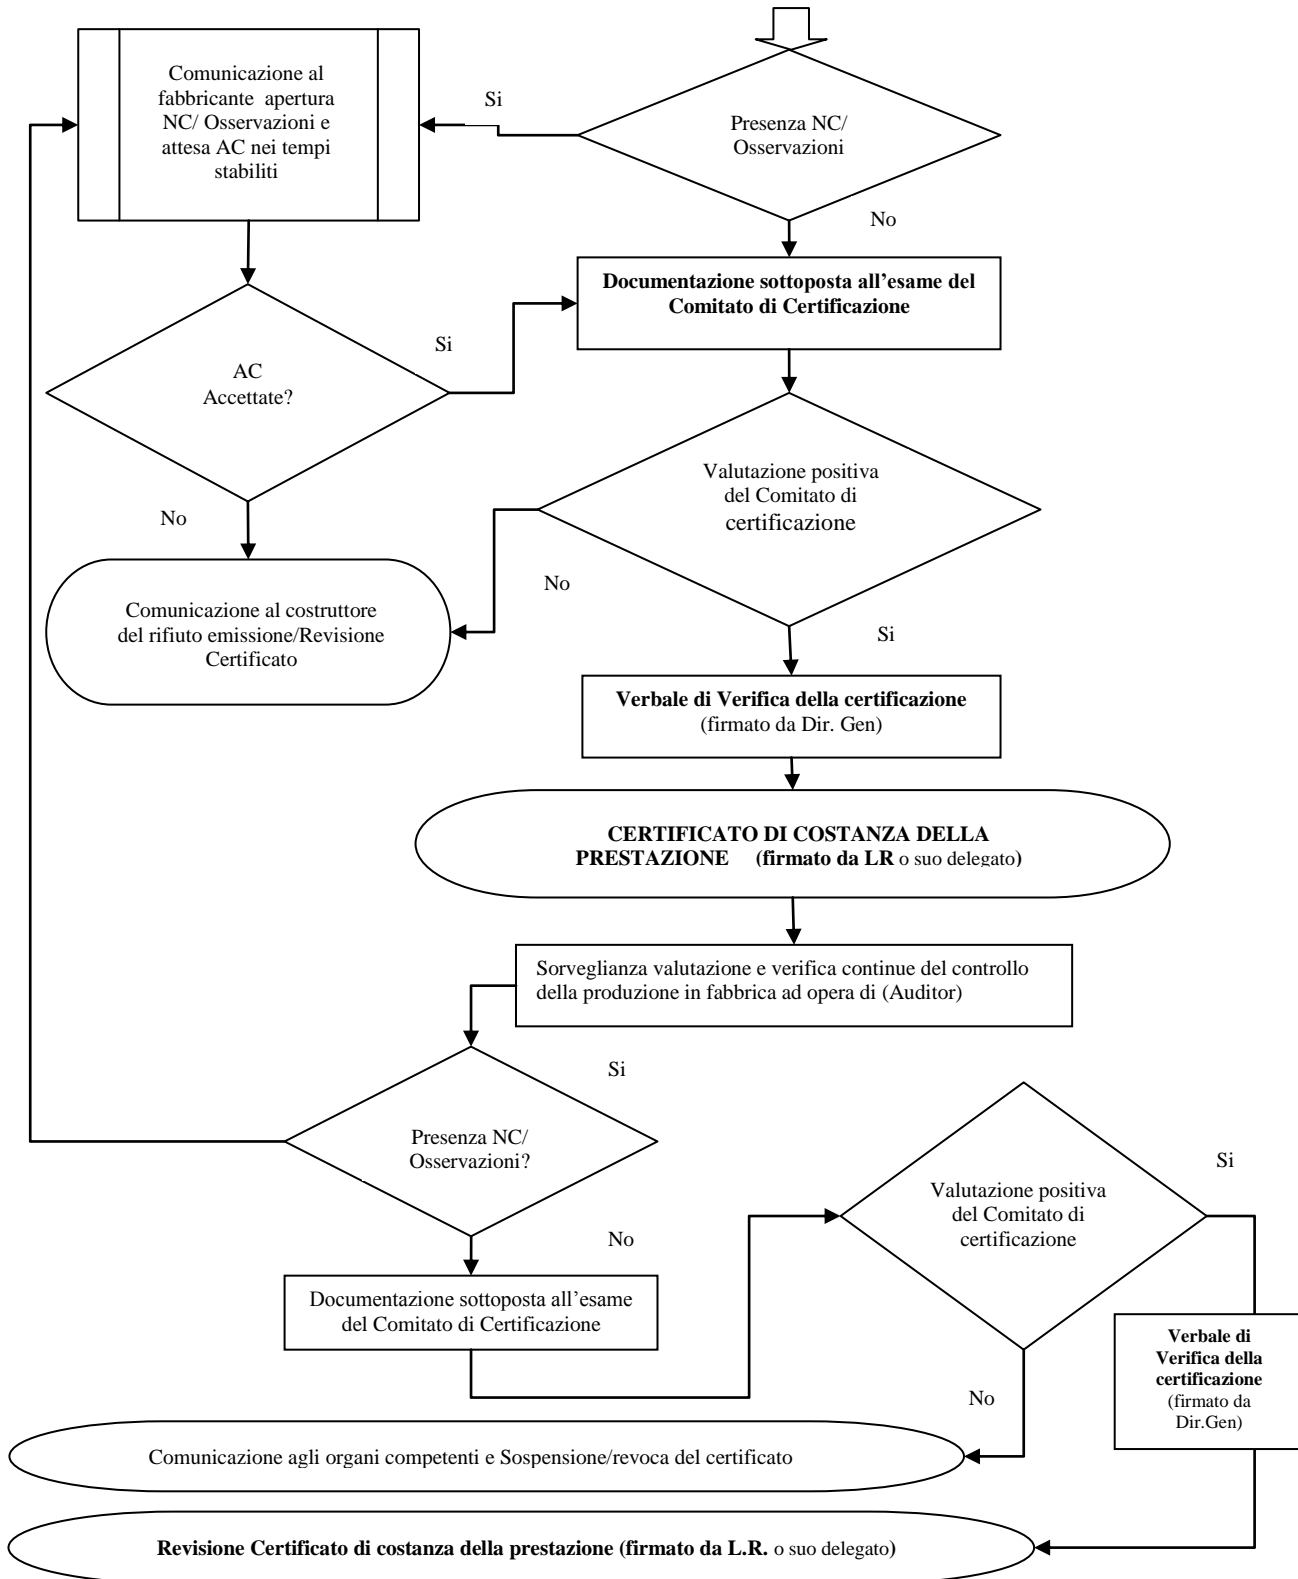 Comunicazione al
fabbricante apertura
NC/ Osservazioni e
attesa AC nei tempi
stabiliti
Si
Presenza NC/
Osservazioni
No
Documentazione sottoposta all’esame del
Comitato di Certificazione
Si
AC
Accettate?
Valutazione positiva
del Comitato di
certificazione
No
No
Comunicazione al costruttore
del rifiuto emissione/Revisione
Certificato
Si
Verbale di Verifica della certificazione
(firmato da Dir. Gen)
CERTIFICATO DI COSTANZA DELLA
PRESTAZIONE (firmato da LR o suo delegato)
Sorveglianza valutazione e verifica continue del controllo
della produzione in fabbrica ad opera di (Auditor)
Si
Presenza NC/
Osservazioni?
No
Documentazione sottoposta all’esame
del Comitato di Certificazione
Valutazione positiva
del Comitato di
certificazione
Si
No
Verbale di
Verifica della
certificazione
(firmato da
Dir.Gen)
Comunicazione agli organi competenti e Sospensione/revoca del certificato
Revisione Certificato di costanza della prestazione (firmato da L.R. o suo delegato)